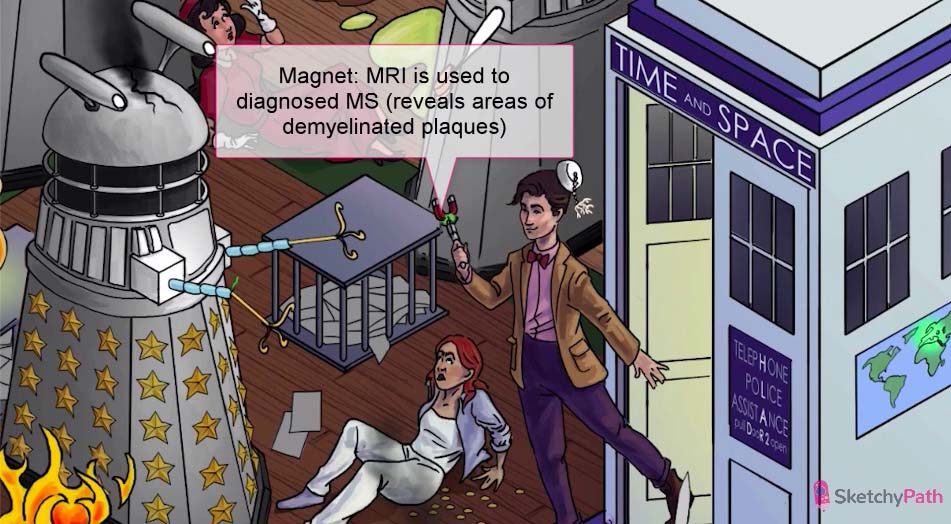 Magnet: MRI is used to
diagnosed MS (reveals areas of
demyelinated plaques)
TIME AND SPACE
TELEPHONE
POLICE
ASSISTANCE
pull DooR 2 open
SketchyPath